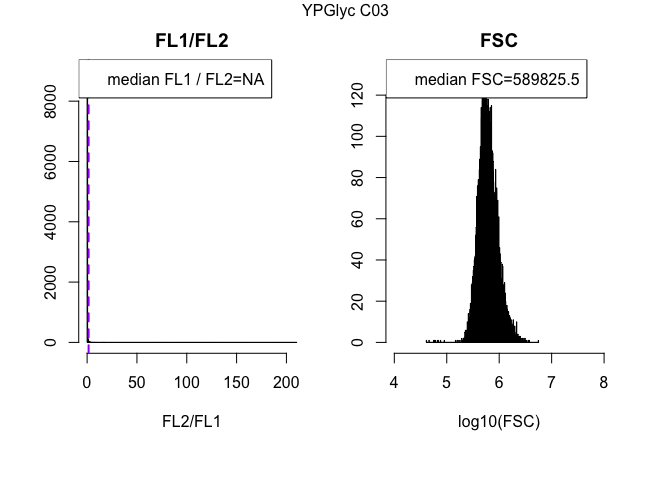 YPGlyc C03
FL1/FL2
median FL1 / FL2=NA
0
2000
4000
6000
8000
0 50 100 150 200
FL2/FL1
FSC
median FSC=589825.5
0
20
40
60
80
100
120
4 5 6 7 8
log10(FSC)